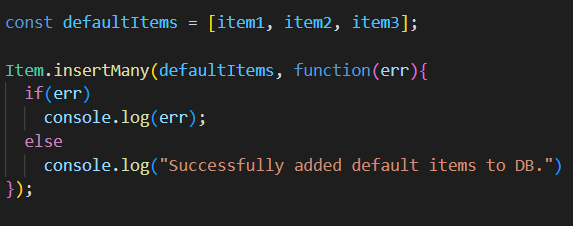 const defaultItems = [item1, item2, item3];
Item.insertMany(defaultItems, function(err){
if(err)
console.log(err);
else
console.log("Successfully added default items to DB.")
});